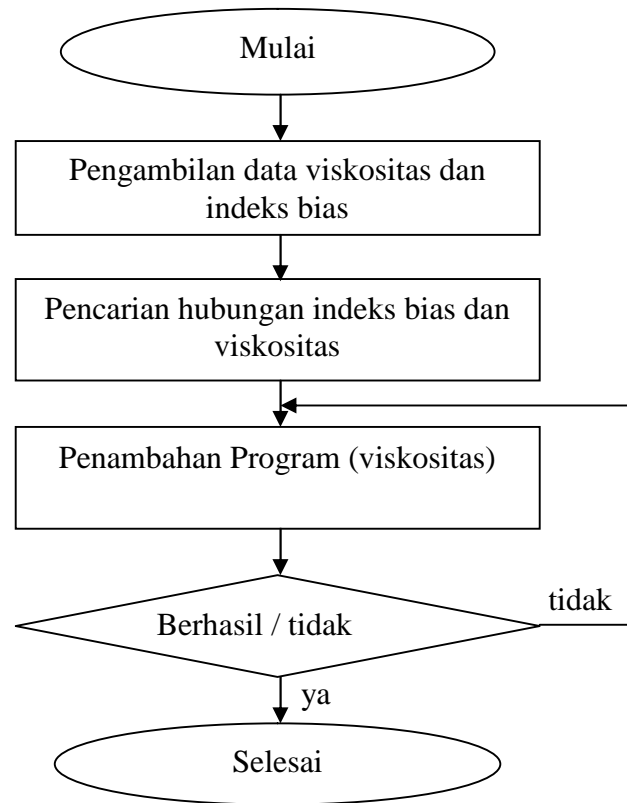 Mulai
Pengambilan data viskositas dan
indeks bias
Pencarian hubungan indeks bias dan
viskositas
Penambahan Program (viskositas)
Berhasil / tidak
tidak
ya
Selesai